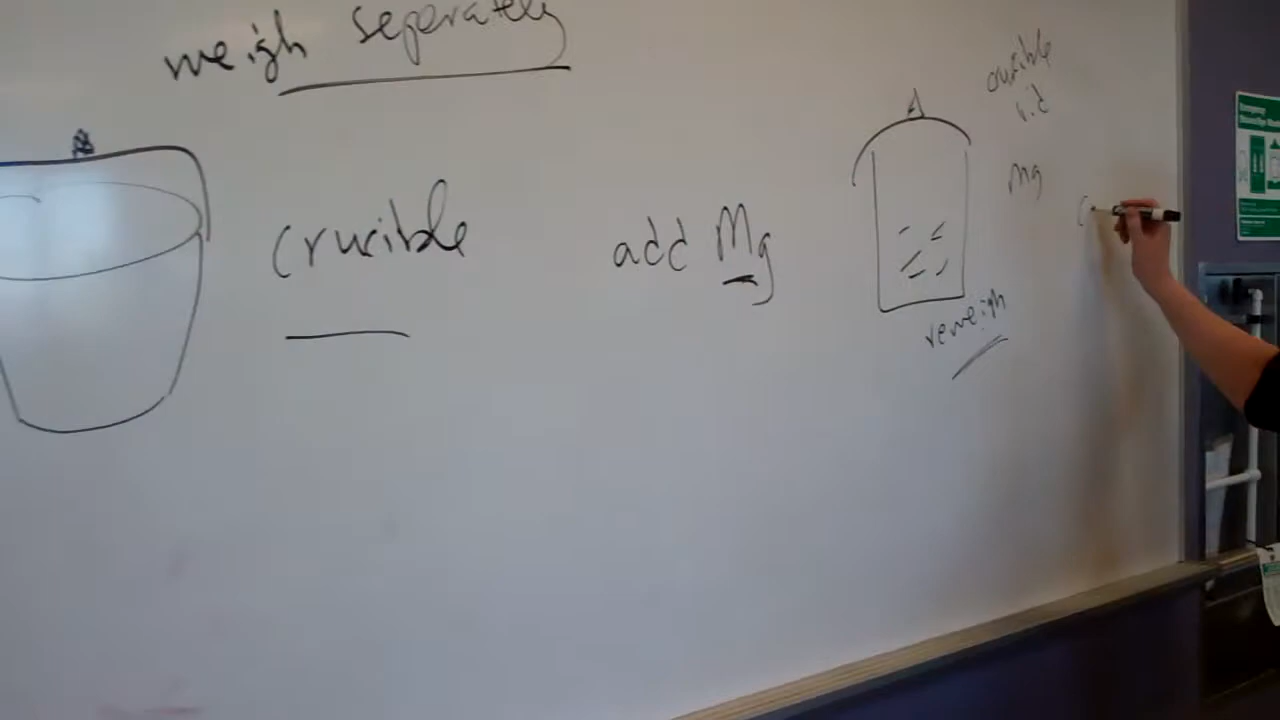 weigh seperately
crucible
add Mg
crucible
lid
Mg
reweigh